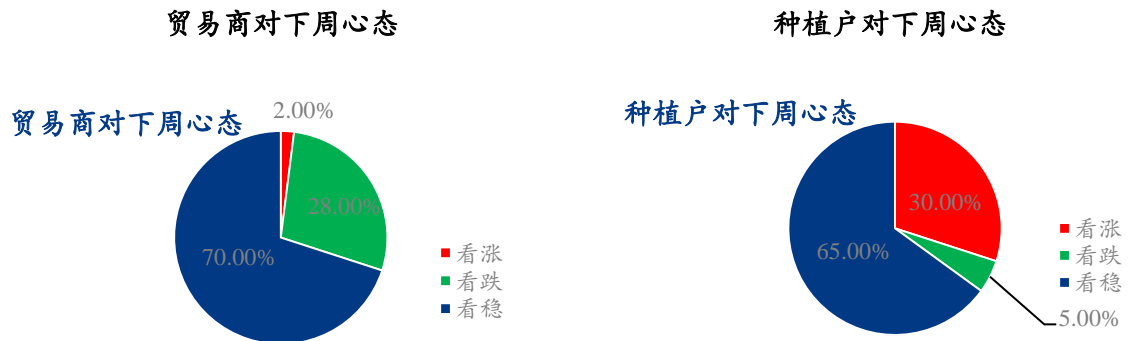 贸易商对下周心态
贸易商对下周心态
2.00%
28.00%
70.00%
看涨
看跌
看稳
种植户对下周心态
种植户对下周心态
30.00%
65.00%
5.00%
看涨
看跌
看稳